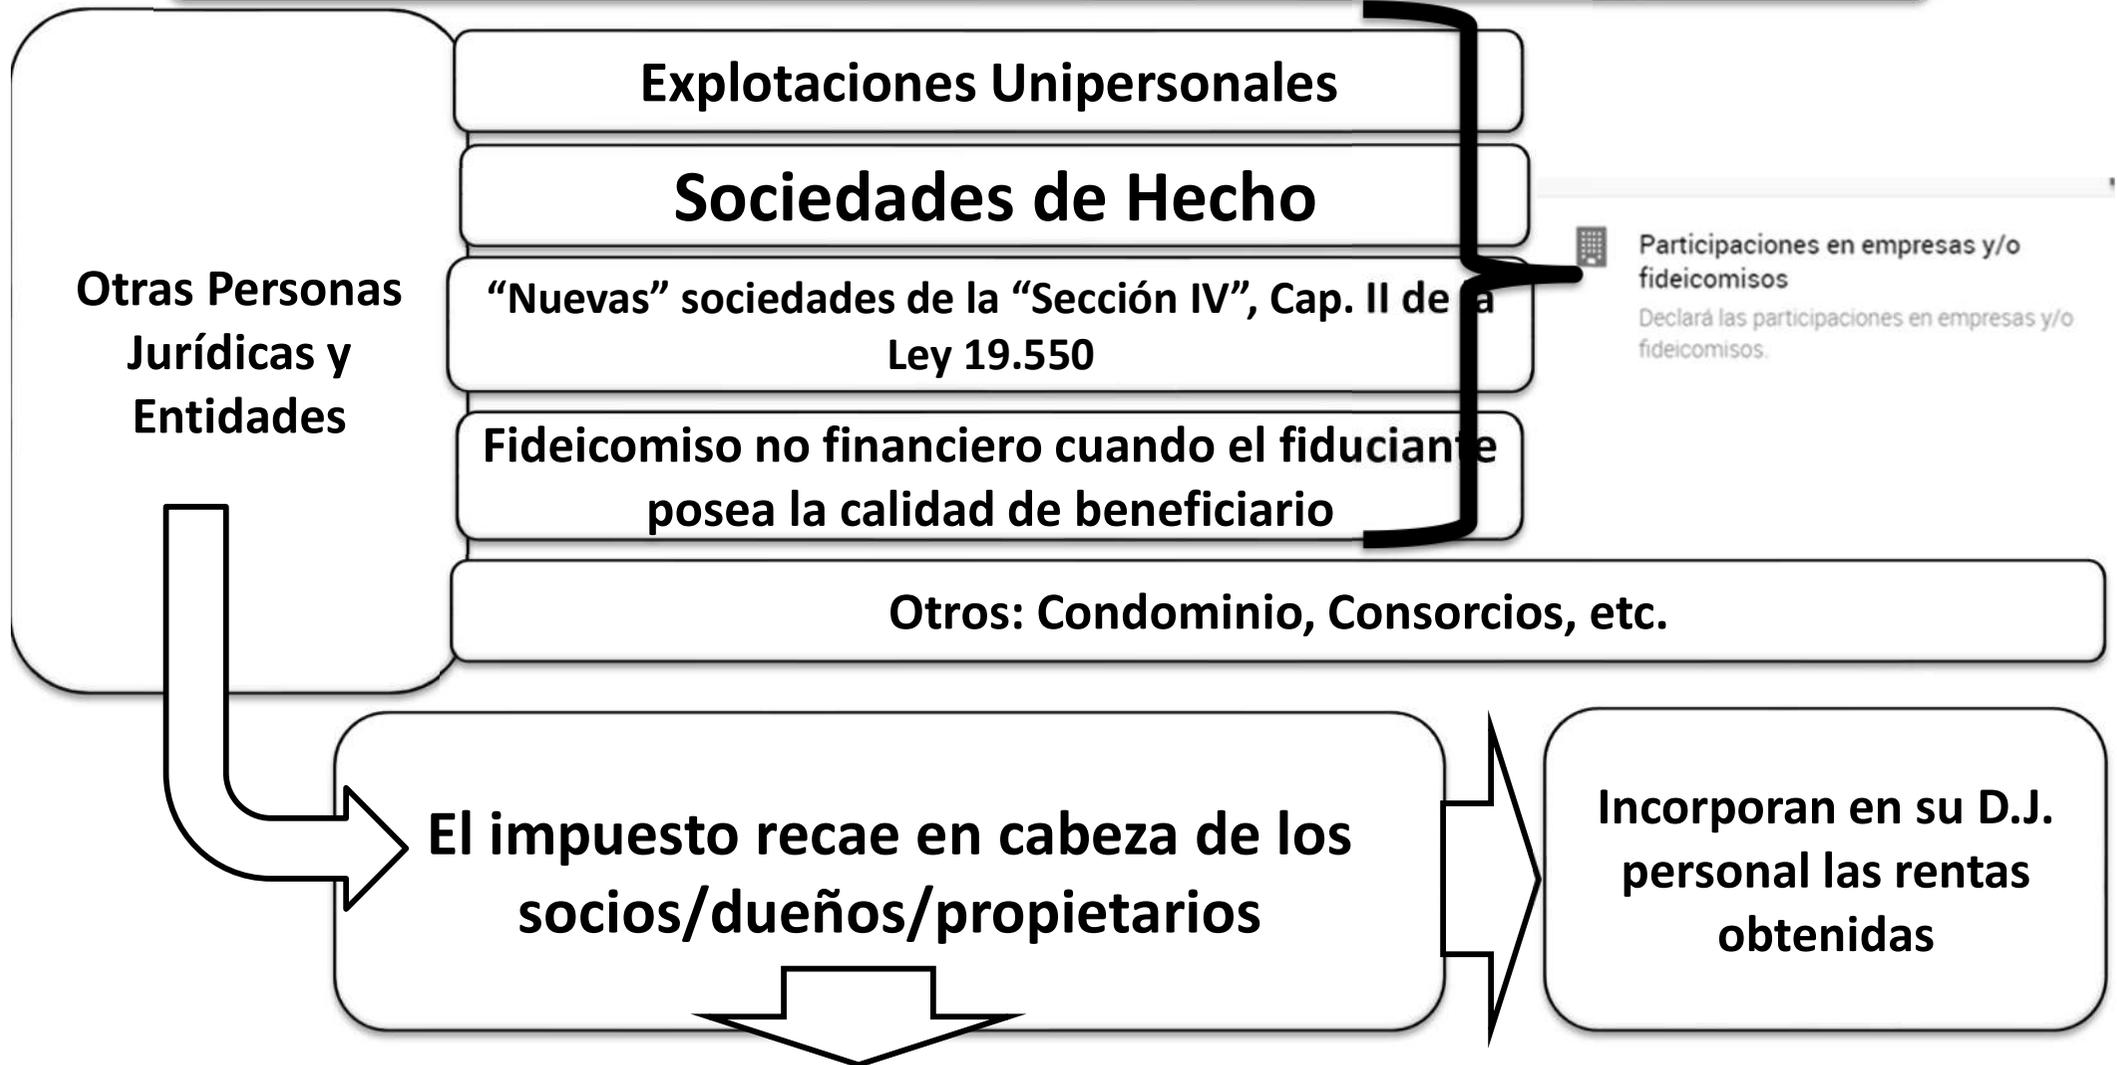 Otras Personas
Jurídicas y
Entidades
Explotaciones Unipersonales
Sociedades de Hecho
“Nuevas” sociedades de la “Sección IV”, Cap. II de la
Ley 19.550
Fideicomiso no financiero cuando el fiduciante
posea la calidad de beneficiario
Otros: Condominio, Consorcios, etc.
Participaciones en empresas y/o
fideicomisos
Declará las participaciones en empresas y/o
fideicomisos.
El impuesto recae en cabeza de los
socios/dueños/propietarios
Incorporan en su D.J.
personal las rentas
obtenidas